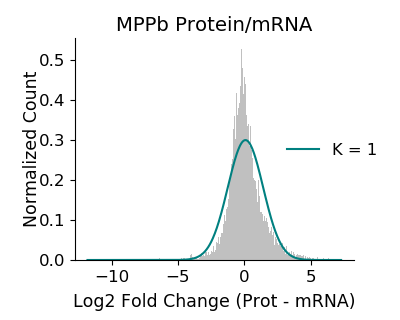 MPPb Protein/mRNA
Normalized Count
0.5
0.4
0.3
0.2
0.1
0.0
K = 1
−10
−5
0
5
Log2 Fold Change (Prot - mRNA)